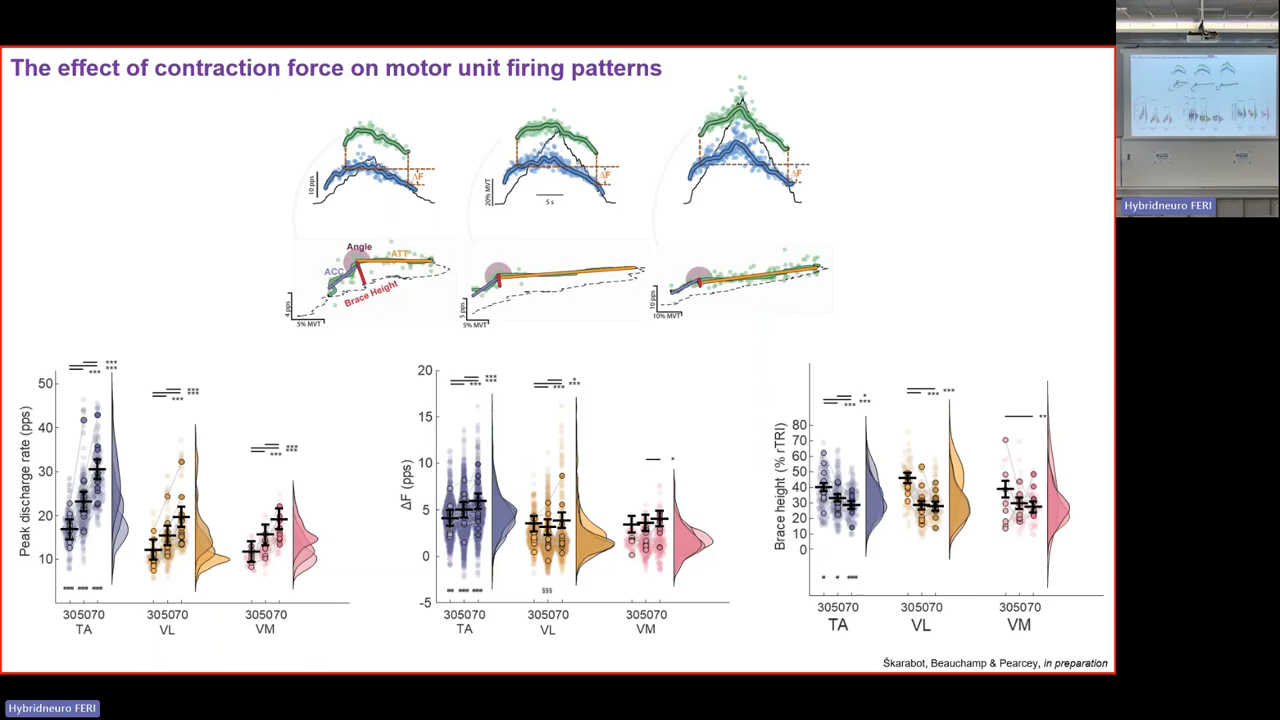 The effect of contraction force on motor unit firing patterns
10 pps
ΔF
20% MVT
5 s
ΔF
ΔF
Angle
ACC
ATT
Brace Height
4 pps
5% MVT
5 pps
5% MVT
10 pps
10% MVT
Peak discharge rate (pps)
50
40
30
20
10
*** *** ***
*** *** ***
*** *** ***
### ### ###
305070 305070 305070
TA VL VM
ΔF (pps)
20
15
10
5
0
-5
*** *** ***
* *** ***
*
## ### ###
§§§
305070 305070 305070
TA VL VM
Brace height (% rTRI)
80
70
60
50
40
30
20
10
0
* *** ***
*** ***
**
# # ###
305070 305070 305070
TA VL VM
Škarabot, Beauchamp & Pearcey, in preparation
Hybridneuro FERI
Hybridneuro FERI